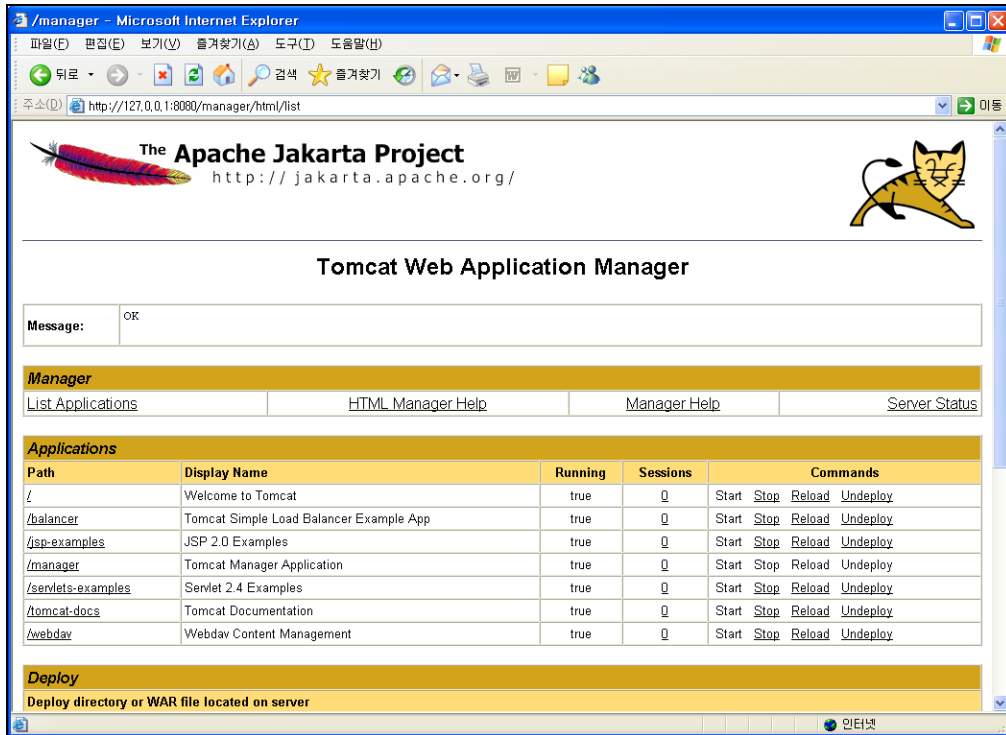 /manager - Microsoft Internet Explorer
파일(F) 편집(E) 보기(V) 즐겨찾기(A) 도구(T) 도움말(H)
뒤로 검색 즐겨찾기
주소(D) http://127.0.0.1:8080/manager/html/list 이동
The Apache Jakarta Project
http://jakarta.apache.org/
Tomcat Web Application Manager
Message: OK
Manager
List Applications HTML Manager Help Manager Help Server Status
Applications
Path Display Name Running Sessions Commands
/ Welcome to Tomcat true 0 Start Stop Reload Undeploy
/balancer Tomcat Simple Load Balancer Example App true 0 Start Stop Reload Undeploy
/jsp-examples JSP 2.0 Examples true 0 Start Stop Reload Undeploy
/manager Tomcat Manager Application true 0 Start Stop Reload Undeploy
/servlets-examples Servlet 2.4 Examples true 0 Start Stop Reload Undeploy
/tomcat-docs Tomcat Documentation true 0 Start Stop Reload Undeploy
/webdav Webdav Content Management true 0 Start Stop Reload Undeploy
Deploy
Deploy directory or WAR file located on server
인터넷